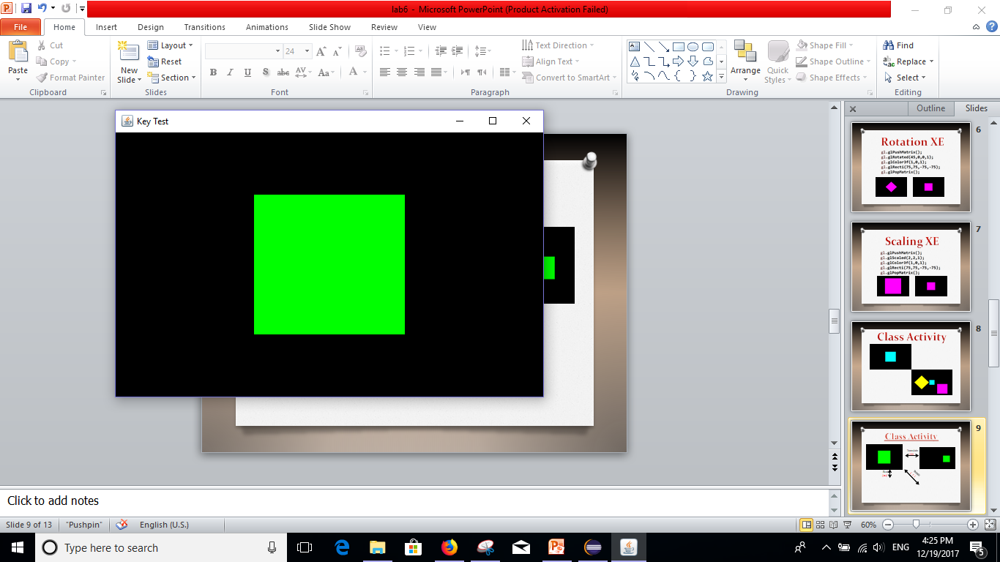 lab6 - Microsoft PowerPoint (Product Activation Failed)
File Home Insert Design Transitions Animations Slide Show Review View
Paste
Cut
Copy
Format Painter
Clipboard
New Slide
Layout
Reset
Section
Slides
24
B I U S abc AV Aa A
Font
Text Direction
Align Text
Convert to SmartArt
Paragraph
Arrange
Quick Styles
Shape Fill
Shape Outline
Shape Effects
Drawing
Find
Replace
Select
Editing
Key Test
Outline Slides
6
Rotation XE
gl.glPushMatrix();
gl.glRotated(45,0,0,1);
gl.glColor3f(1,0,1);
gl.glRecti(75,75,-75,-75);
gl.glPopMatrix();
7
Scaling XE
gl.glPushMatrix();
gl.glScaled(2,2,1);
gl.glColor3f(1,0,1);
gl.glRecti(75,75,-75,-75);
gl.glPopMatrix();
8
Class Activity
9
Class Activity
Click to add notes
Slide 9 of 13 "Pushpin" English (U.S.) 60%
Type here to search
ENG
4:25 PM
12/19/2017
5